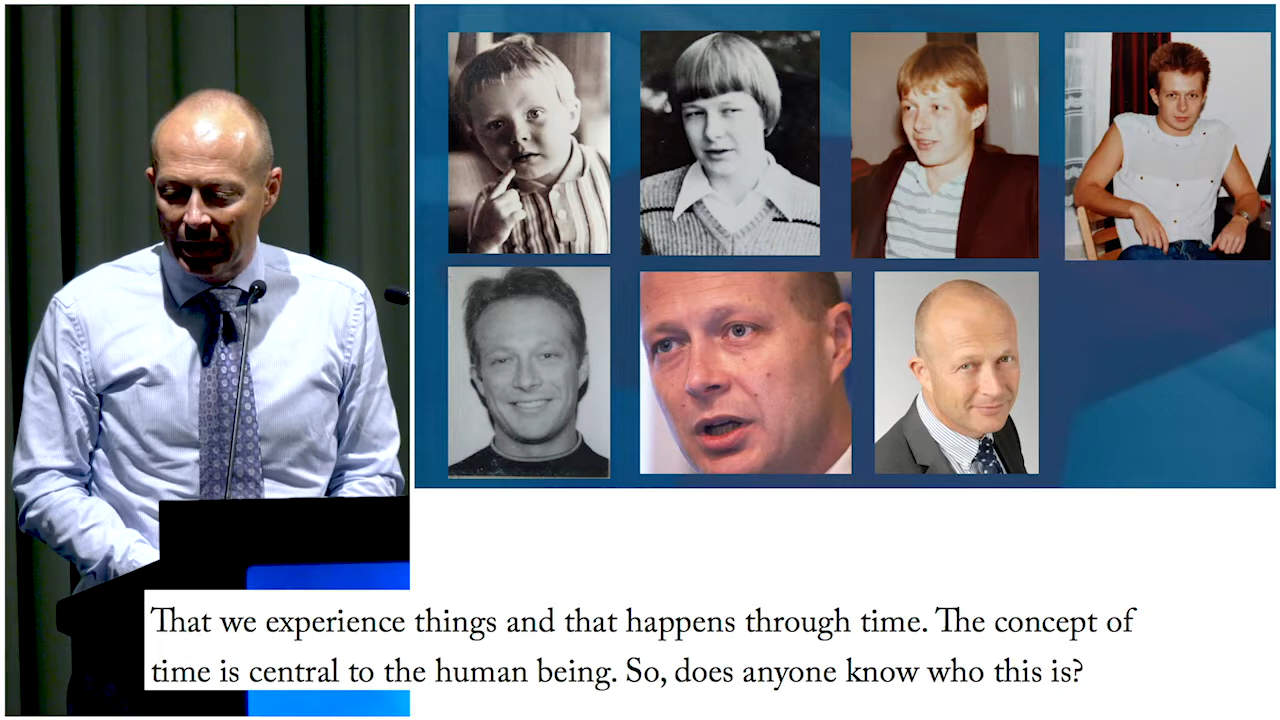 That we experience things and that happens through time. The concept of
time is central to the human being. So, does anyone know who this is?